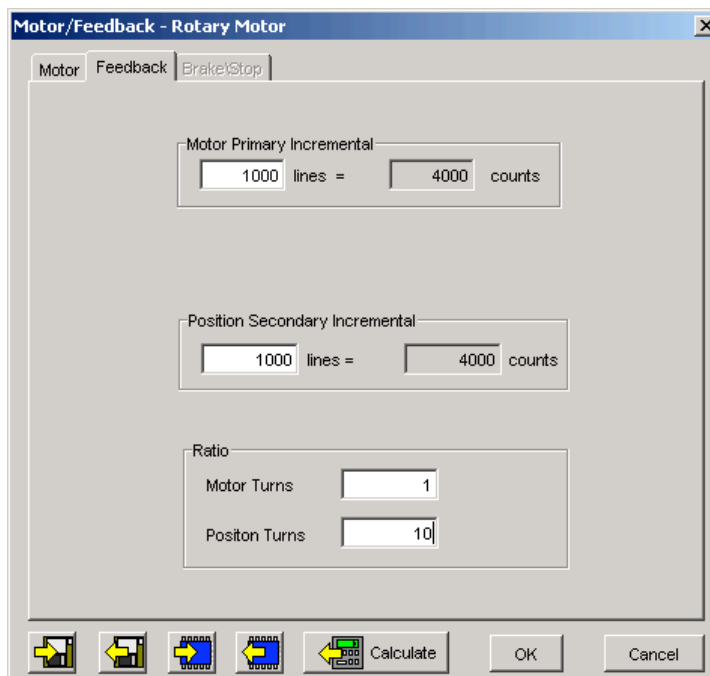 Motor/Feedback - Rotary Motor
Motor Feedback Brake\Stop
Motor Primary Incremental
1000 lines = 4000 counts
Position Secondary Incremental
1000 lines = 4000 counts
Ratio
Motor Turns 1
Positon Turns 10
Calculate OK Cancel